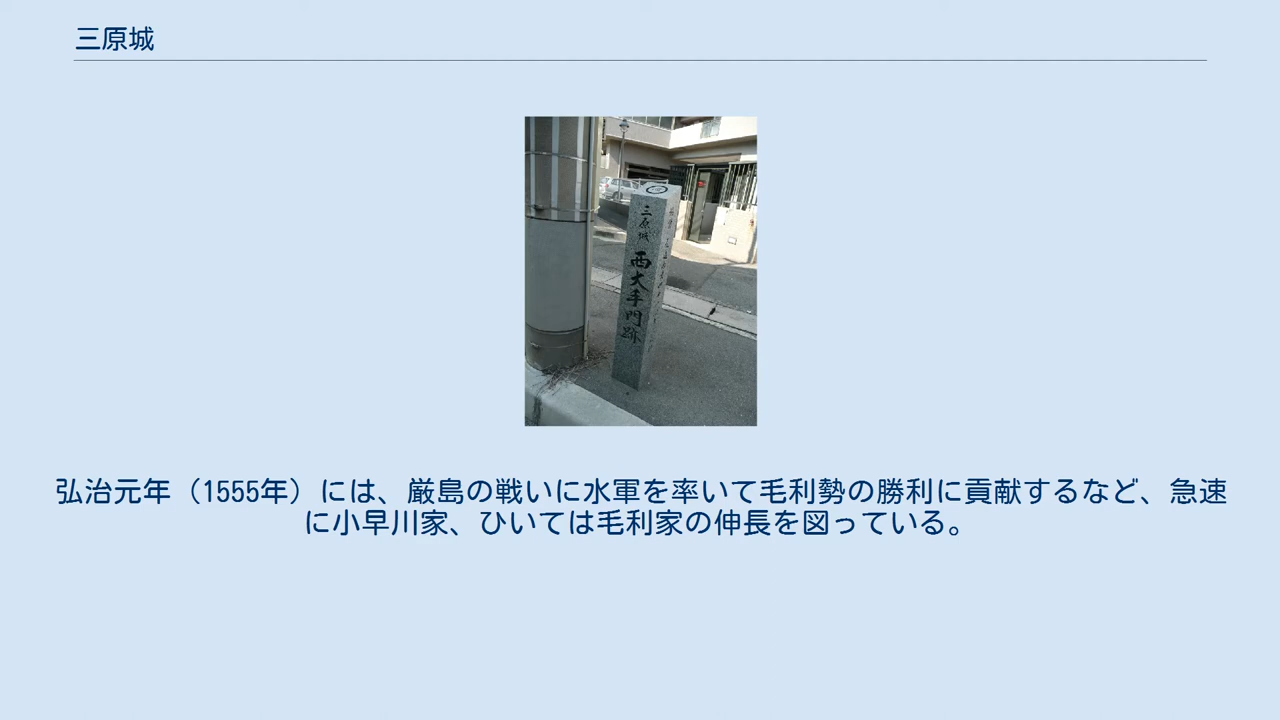 三原城
三原城 西大手門跡
弘治元年（1555年）には、厳島の戦いに水軍を率いて毛利勢の勝利に貢献するなど、急速
に小早川家、ひいては毛利家の伸長を図っている。